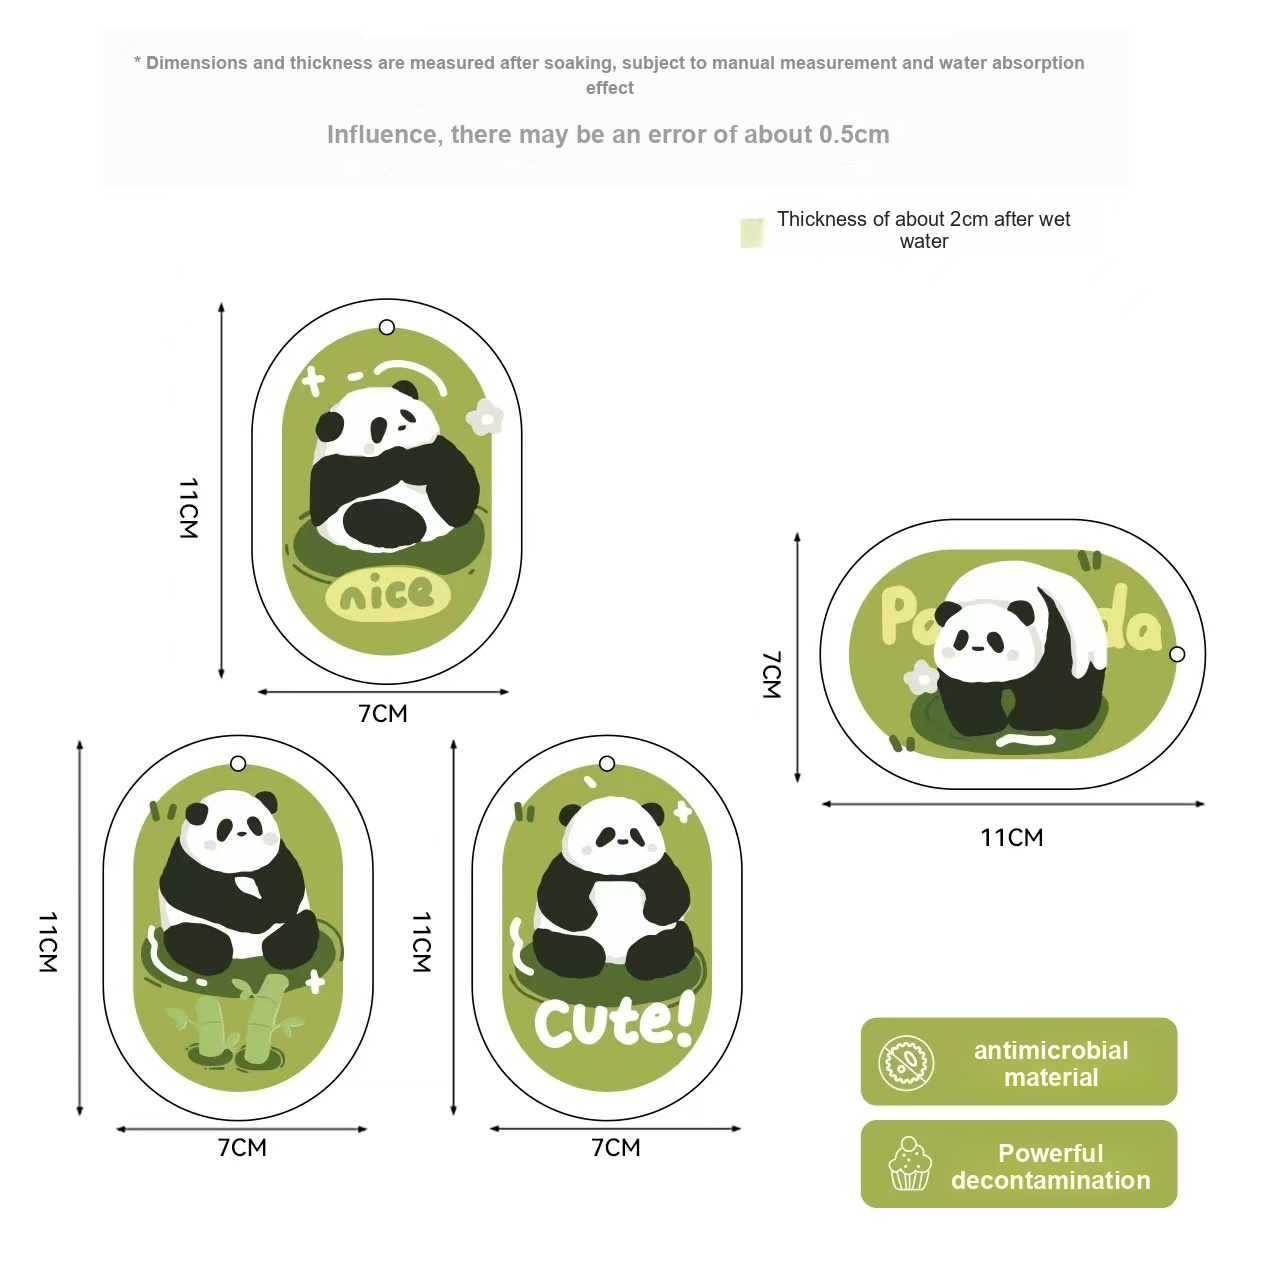 * Dimensions and thickness are measured after soaking, subject to manual measurement and water absorption
effect
Influence, there may be an error of about 0.5cm
Thickness of about 2cm after wet
water
11CM
nice
7CM
Pa da
7CM
11CM
11CM
7CM
11CM
Cute!
7CM
antimicrobial
material
Powerful
decontamination